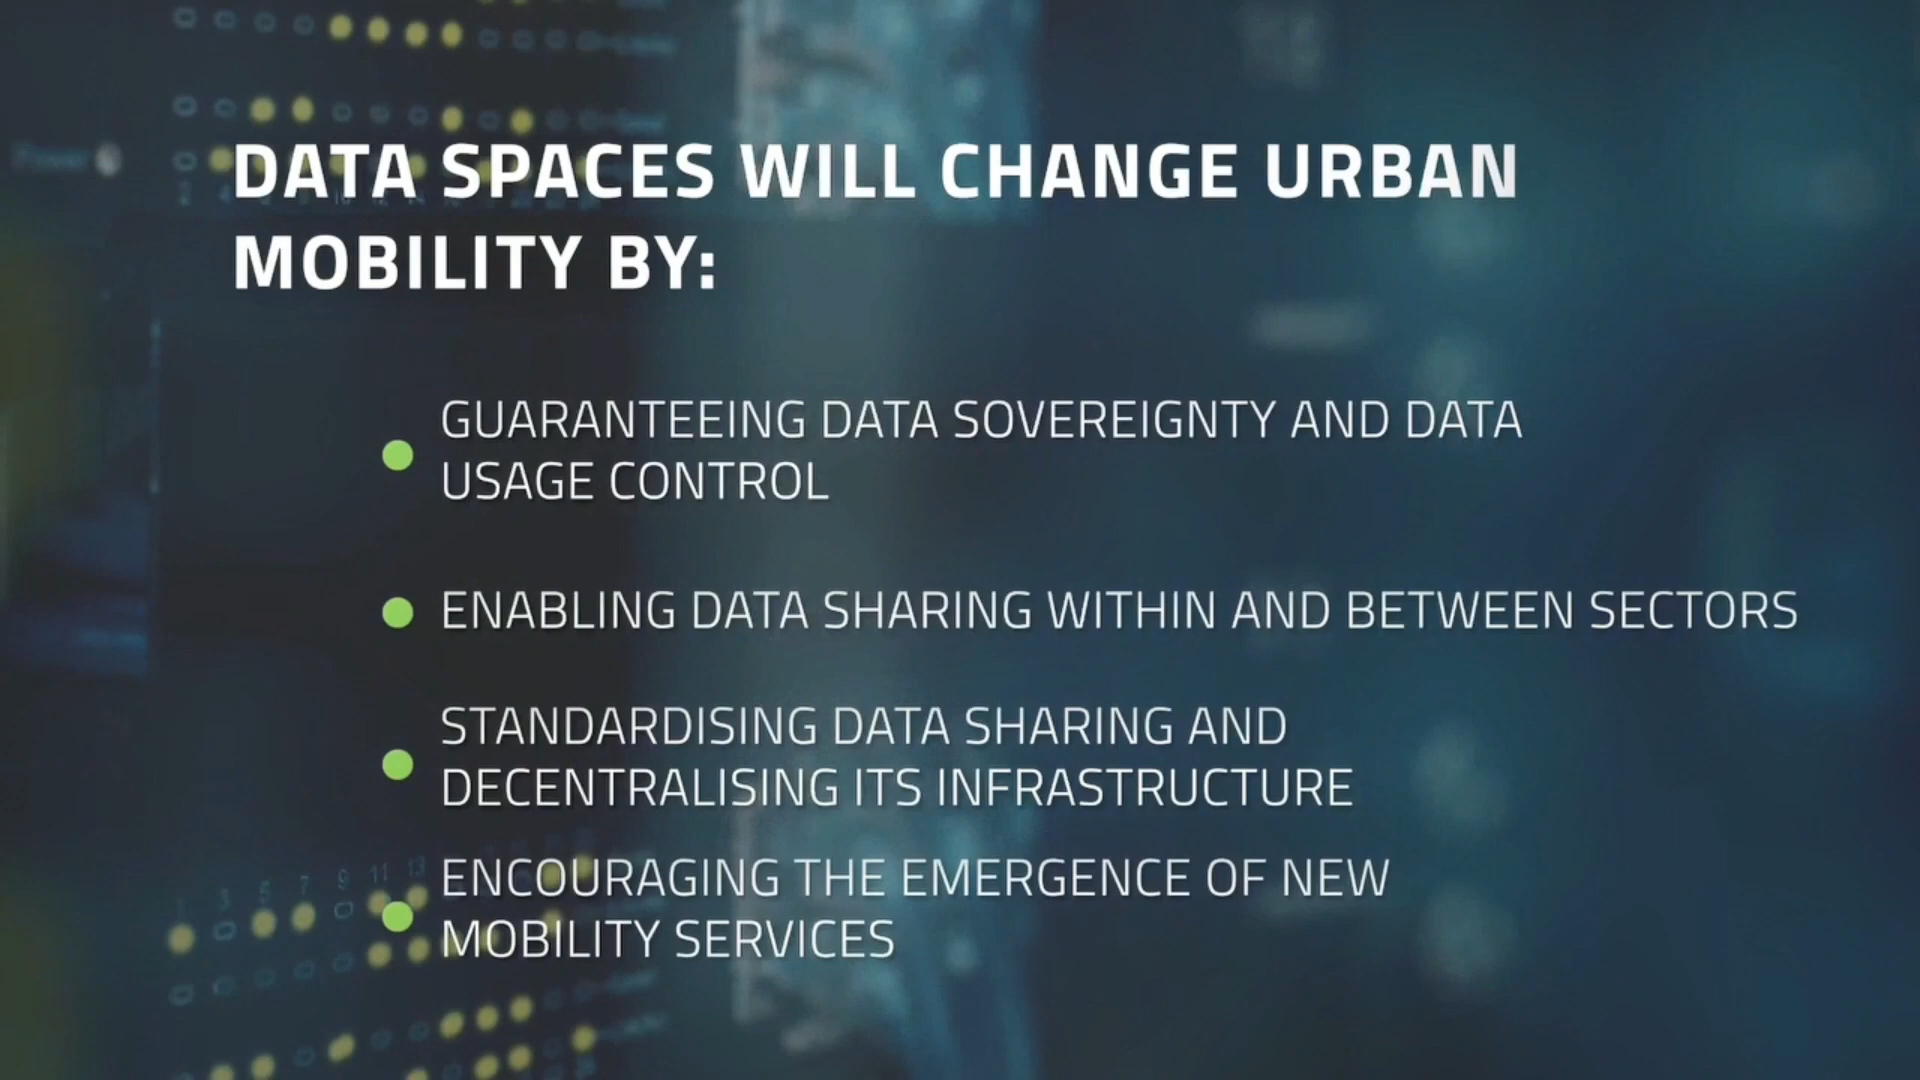 DATA SPACES WILL CHANGE URBAN
MOBILITY BY:
GUARANTEEING DATA SOVEREIGNTY AND DATA
USAGE CONTROL
ENABLING DATA SHARING WITHIN AND BETWEEN SECTORS
STANDARDISING DATA SHARING AND
DECENTRALISING ITS INFRASTRUCTURE
ENCOURAGING THE EMERGENCE OF NEW
MOBILITY SERVICES